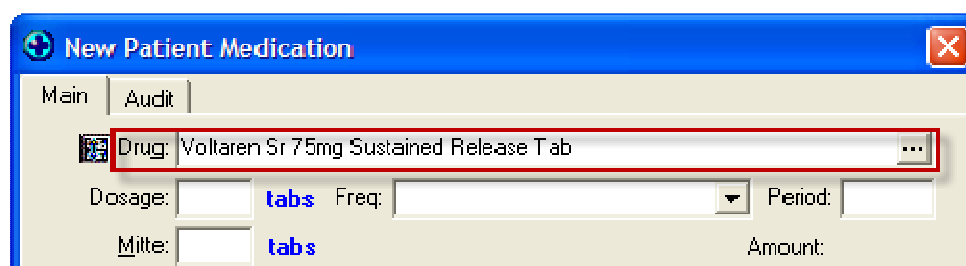 New Patient Medication
Main Audit
Drug: Voltaren Sr 75mg Sustained Release Tab ...
Dosage: tabs Freq: Period:
Mitte: tabs Amount: